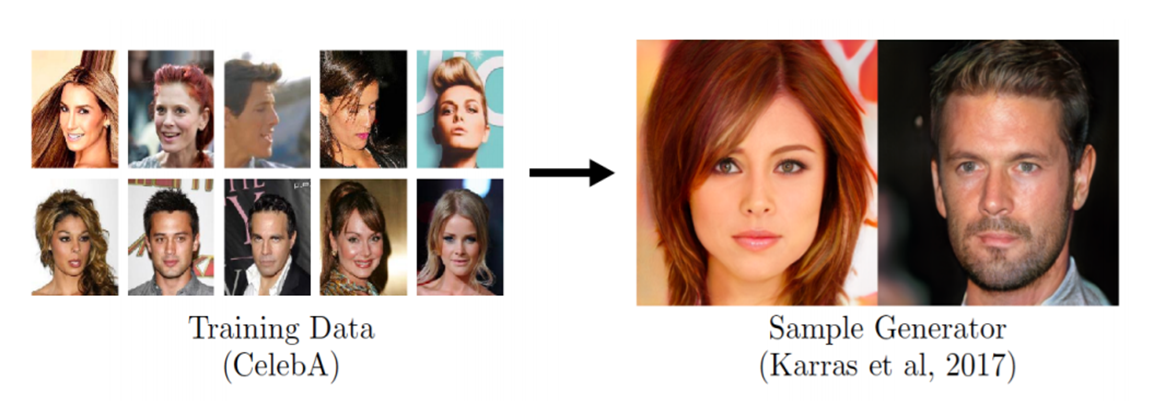 Training Data
(CelebA)
Sample Generator
(Karras et al, 2017)